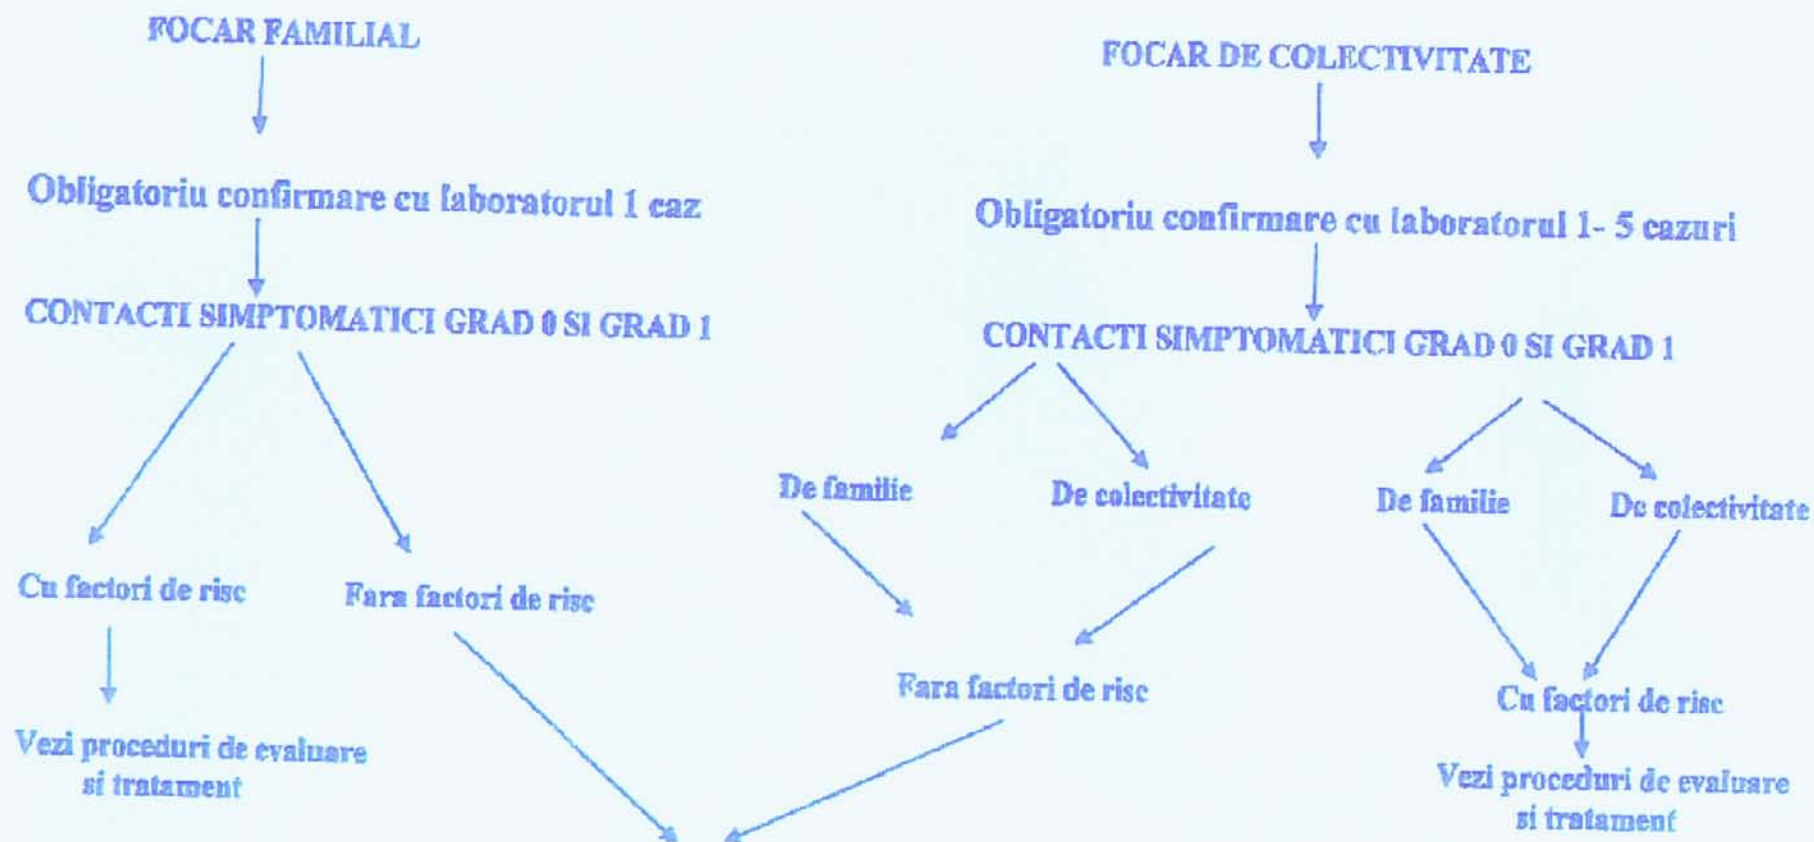 FOCAR FAMILIAL
Obligatoriu confirmare cu laboratorul 1 caz
CONTACTI SIMPTOMATICI GRAD 0 SI GRAD 1
Cu factori de risc
Fara factori de risc
Vezi proceduri de evaluare
si tratament
FOCAR DE COLECTIVITATE
Obligatoriu confirmare cu laboratorul 1- 5 cazuri
CONTACTI SIMPTOMATICI GRAD 0 SI GRAD 1
De familie
De colectivitate
De familie
De colectivitate
Fara factori de risc
Cu factori de risc
Vezi proceduri de evaluare
si tratament